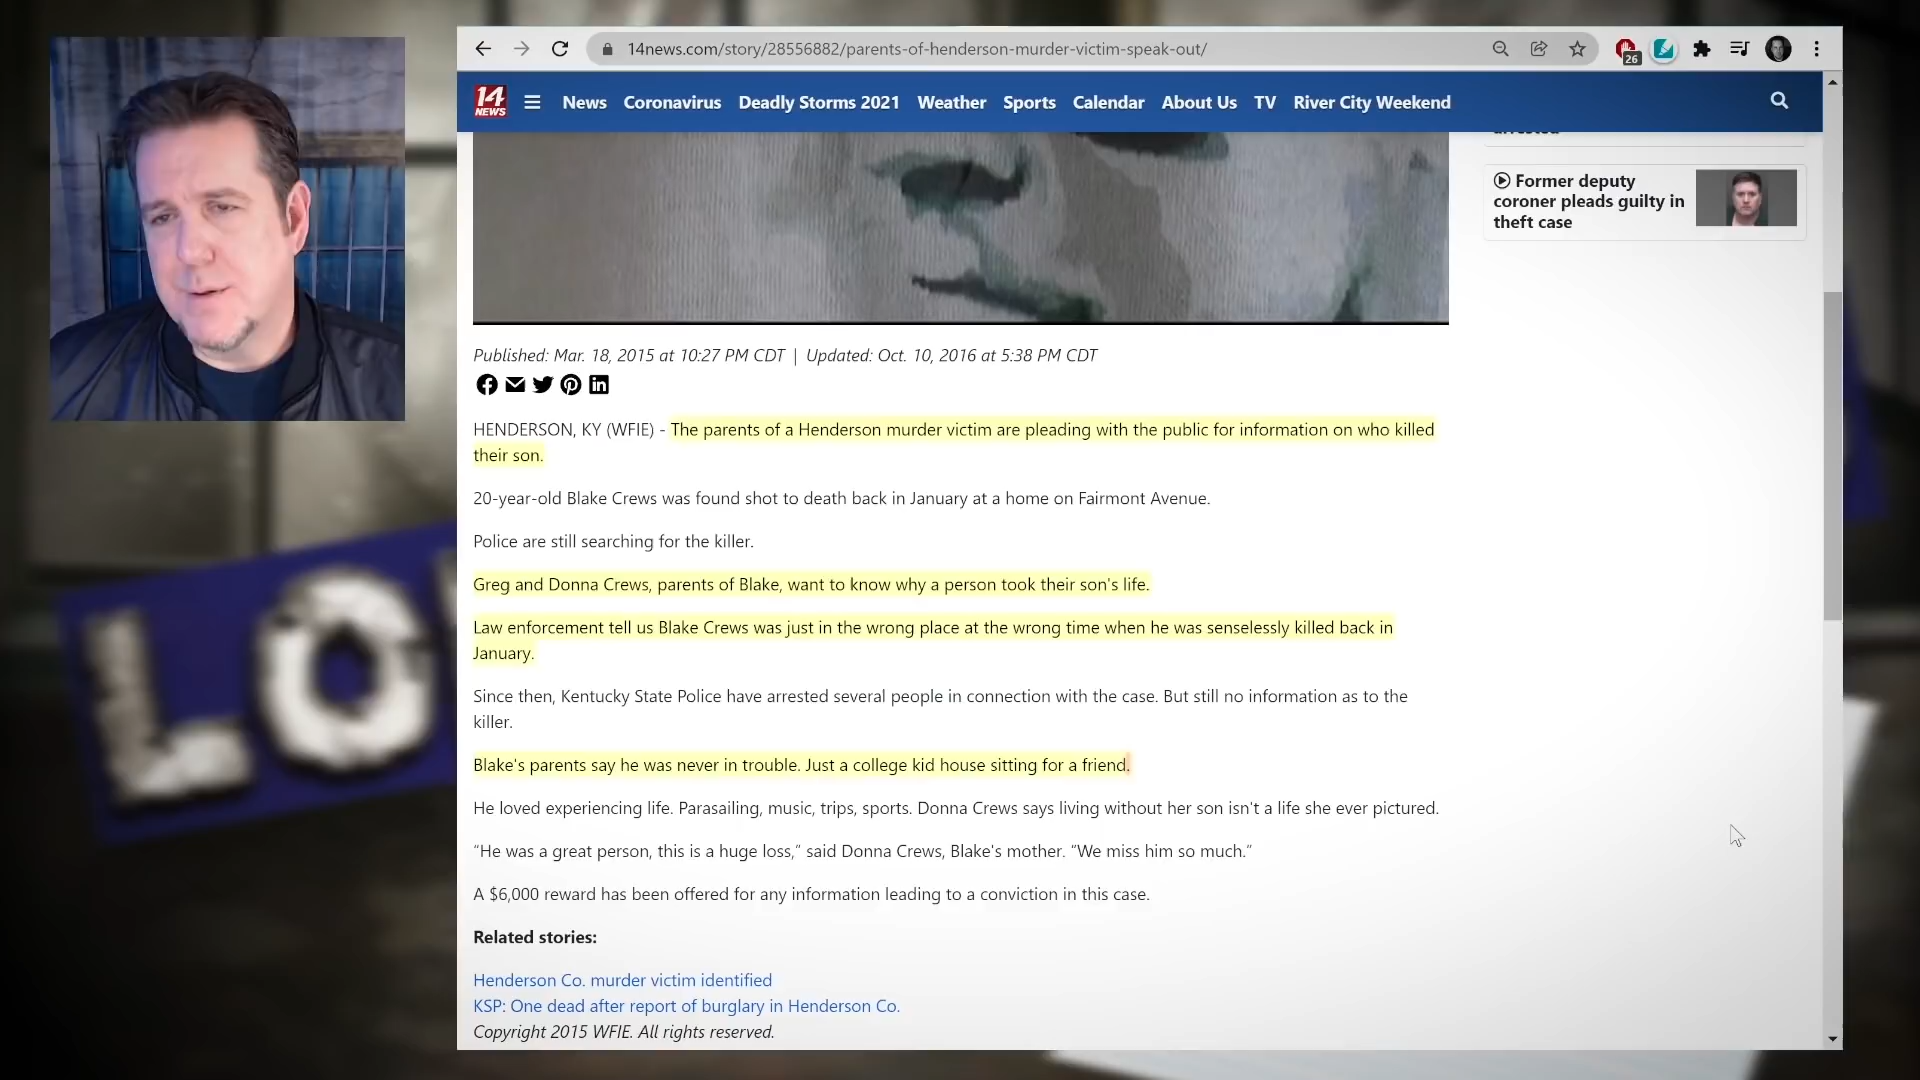 14news.com/story/28556882/parents-of-henderson-murder-victim-speak-out/
26
14 NEWS
News Coronavirus Deadly Storms 2021 Weather Sports Calendar About Us TV River City Weekend
arrested
Former deputy
coroner pleads guilty in
theft case
Published: Mar. 18, 2015 at 10:27 PM CDT | Updated: Oct. 10, 2016 at 5:38 PM CDT
HENDERSON, KY (WFIE) - The parents of a Henderson murder victim are pleading with the public for information on who killed
their son.
20-year-old Blake Crews was found shot to death back in January at a home on Fairmont Avenue.
Police are still searching for the killer.
Greg and Donna Crews, parents of Blake, want to know why a person took their son's life.
Law enforcement tell us Blake Crews was just in the wrong place at the wrong time when he was senselessly killed back in
January.
Since then, Kentucky State Police have arrested several people in connection with the case. But still no information as to the
killer.
Blake's parents say he was never in trouble. Just a college kid house sitting for a friend.
He loved experiencing life. Parasailing, music, trips, sports. Donna Crews says living without her son isn't a life she ever pictured.
“He was a great person, this is a huge loss,” said Donna Crews, Blake's mother. “We miss him so much.”
A $6,000 reward has been offered for any information leading to a conviction in this case.
Related stories:
Henderson Co. murder victim identified
KSP: One dead after report of burglary in Henderson Co.
Copyright 2015 WFIE. All rights reserved.
LO